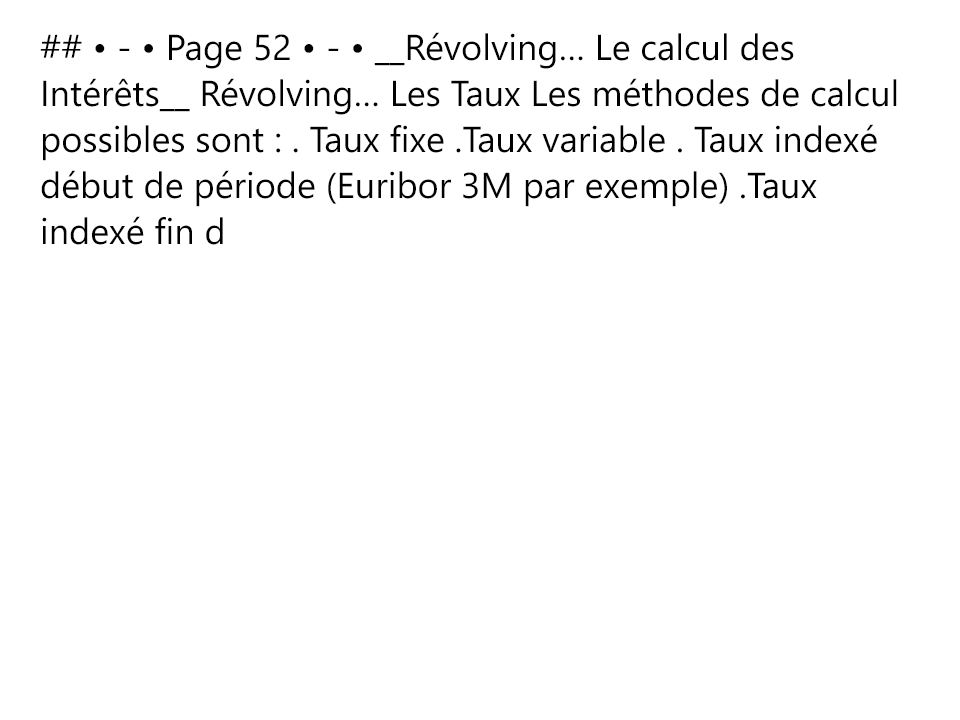 ## • - • Page 52 • - • __Révolving… Le calcul des
Intérêts__ Révolving… Les Taux Les méthodes de calcul
possibles sont : . Taux fixe .Taux variable . Taux indexé
début de période (Euribor 3M par exemple) .Taux
indexé fin d